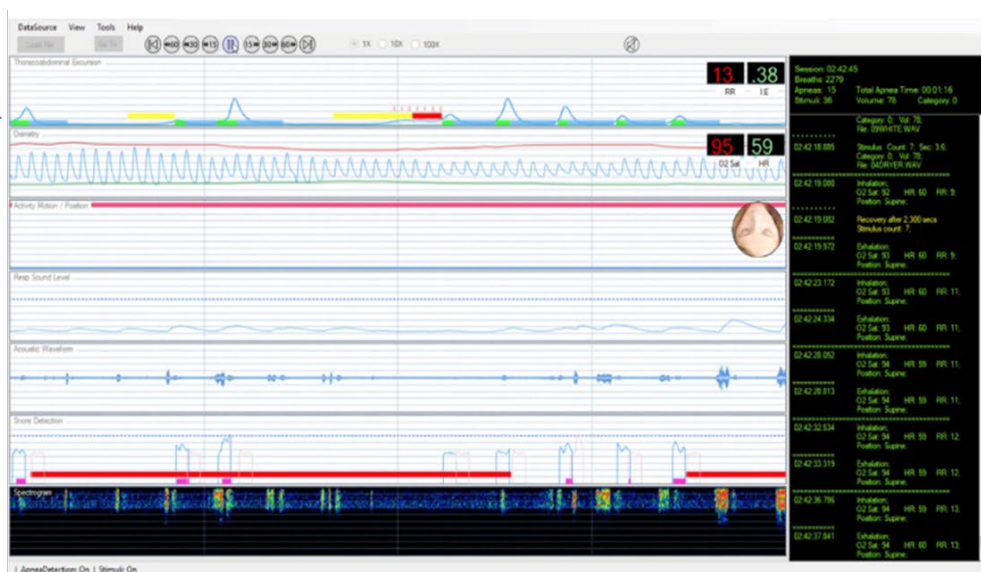 DataSource View Tools Help
Load File Go To 60 30 15 15 30 60 1X 10X 100X
Thoracoabdominal Excursion
13 .38
RR I:E
Oximetry
95 59
O2 Sat HR
Activity Motion / Position
Resp Sound Level
Acoustic Waveform
Snore Detection
Spectrogram
ApneaDetection: On | Stimuli: On
Session: 02:42:45
Breaths: 2279
Apneas: 15 Total Apnea Time: 00:01:16
Stimuli: 36 Volume: 78 Category: 0
Category: 0; Vol: 78;
File: 09WHITE.WAV
02:42:18.085 Stimulus Count: 7; Sec: 3.6;
Category: 0; Vol: 78;
File: 04DRYER.WAV
02:42:19.080 Inhalation;
O2 Sat: 92 HR: 60 RR: 9;
Position: Supine;
02:42:19.082 Recovery after 2.300 secs
Stimulus count: 7;
02:42:19.972 Exhalation;
O2 Sat: 93 HR: 60 RR: 9;
Position: Supine;
02:42:23.172 Inhalation;
O2 Sat: 93 HR: 60 RR: 11;
Position: Supine;
02:42:24.334 Exhalation;
O2 Sat: 93 HR: 60 RR: 11;
Position: Supine;
02:42:28.052 Inhalation;
O2 Sat: 94 HR: 59 RR: 11;
Position: Supine;
02:42:28.813 Exhalation;
O2 Sat: 94 HR: 59 RR: 11;
Position: Supine;
02:42:32.534 Inhalation;
O2 Sat: 94 HR: 59 RR: 12;
Position: Supine;
02:42:33.319 Exhalation;
O2 Sat: 94 HR: 59 RR: 12;
Position: Supine;
02:42:36.786 Inhalation;
O2 Sat: 94 HR: 59 RR: 13;
Position: Supine;
02:42:37.841 Exhalation;
O2 Sat: 94 HR: 60 RR: 13;
Position: Supine;